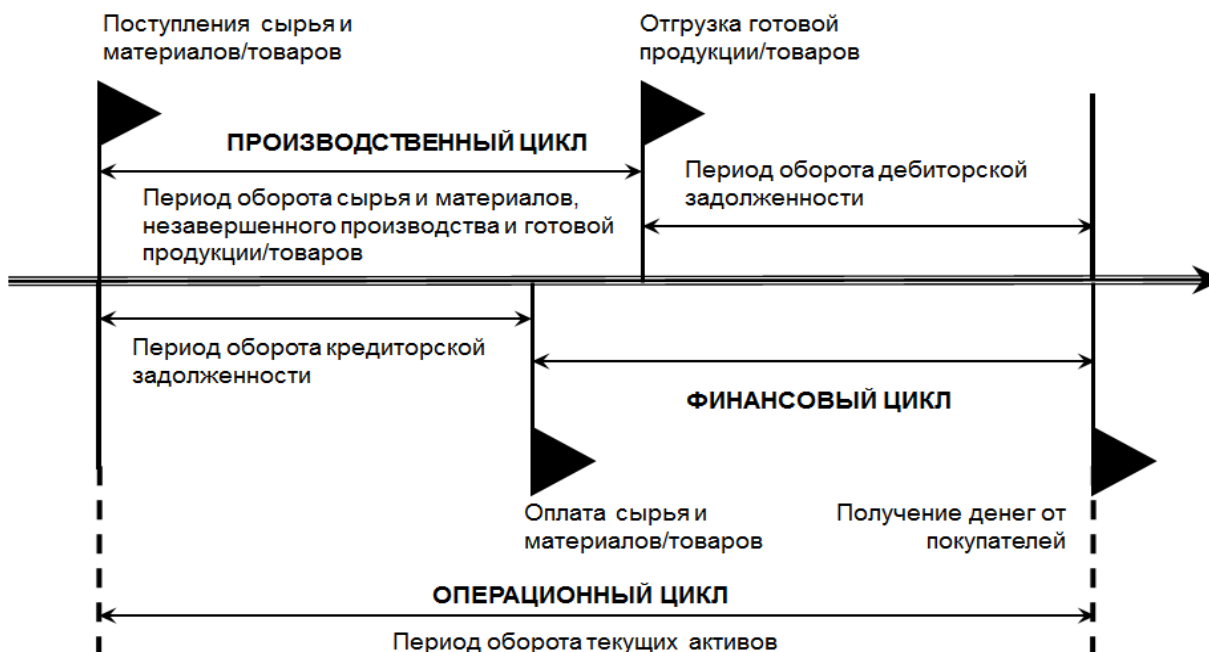 Поступления сырья и
материалов/товаров
Отгрузка готовой
продукции/товаров
ПРОИЗВОДСТВЕННЫЙ ЦИКЛ
Период оборота дебиторской
задолженности
Период оборота сырья и материалов,
незавершенного производства и готовой
продукции/товаров
Период оборота кредиторской
задолженности
ФИНАНСОВЫЙ ЦИКЛ
Оплата сырья и
материалов/товаров
Получение денег от
покупателей
ОПЕРАЦИОННЫЙ ЦИКЛ
Период оборота текущих активов